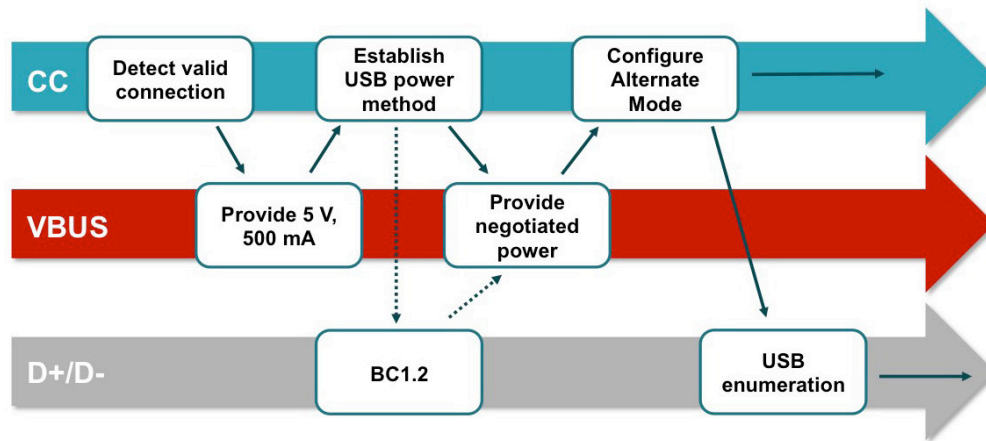 CC
Detect valid
connection
Establish
USB power
method
Configure
Alternate
Mode
VBUS
Provide 5 V,
500 mA
Provide
negotiated
power
D+/D-
BC1.2
USB
enumeration